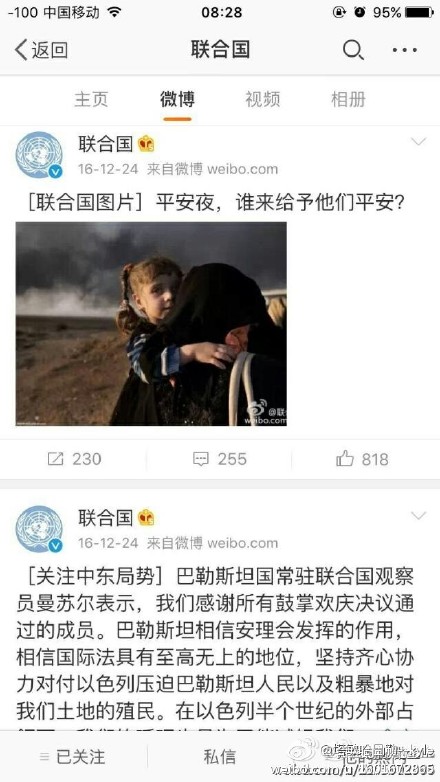 -100 中国移动 08:28 95%
返回 联合国
主页 微博 视频 相册
联合国
16-12-24 来自微博 weibo.com
［联合国图片］平安夜，谁来给予他们平安？
weibo.com
230 255 818
联合国
16-12-24 来自微博 weibo.com
［关注中东局势］巴勒斯坦国常驻联合国观察
员曼苏尔表示，我们感谢所有鼓掌欢庆决议通
过的成员。巴勒斯坦相信安理会发挥的作用，
相信国际法具有至高无上的地位，坚持齐心协
力对付以色列压迫巴勒斯坦人民以及粗暴地对
我们土地的殖民。在以色列半个世纪的外部占
已关注 私信